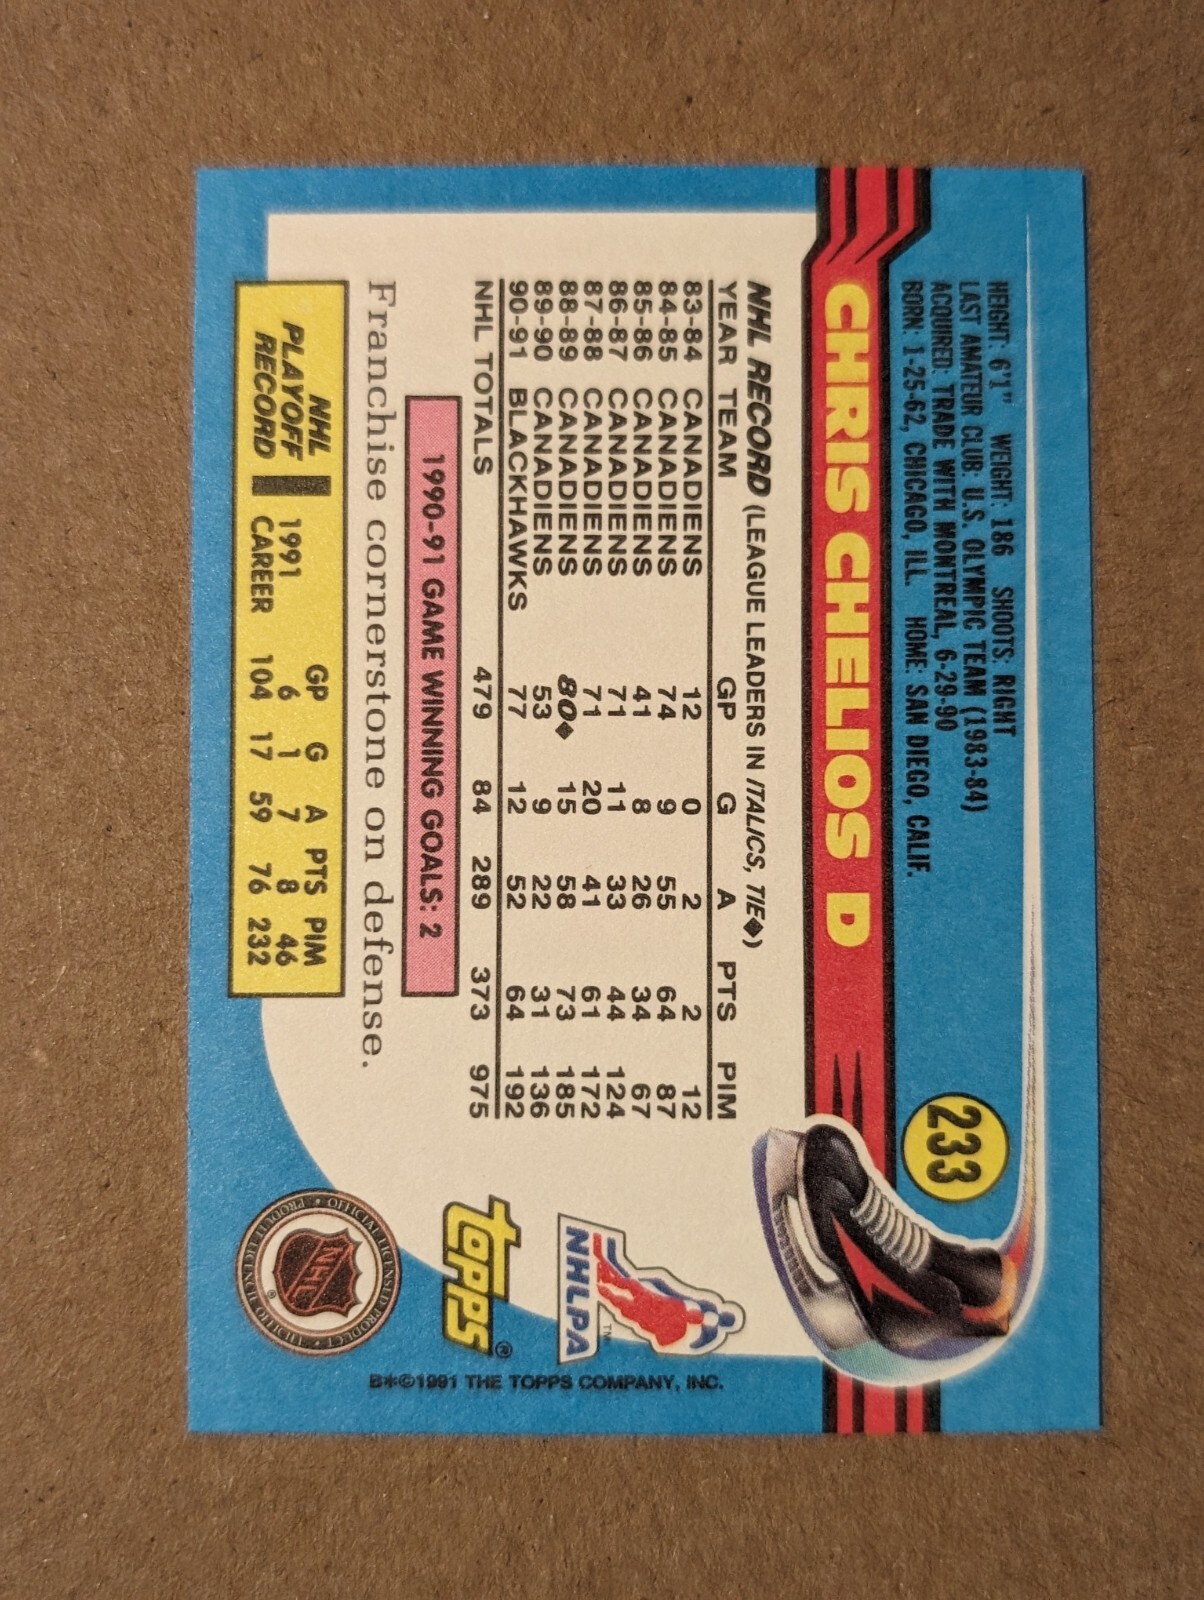 233
HEIGHT: 6'1" WEIGHT: 186 SHOOTS: RIGHT
LAST AMATEUR CLUB: U.S. OLYMPIC TEAM (1983-84)
ACQUIRED: TRADE WITH MONTREAL, 6-29-90
BORN: 1-25-62, CHICAGO, ILL. HOME: SAN DIEGO, CALIF.
CHRIS CHELIOS D
NHL RECORD (LEAGUE LEADERS IN ITALICS, TIE◆)
YEAR TEAM GP G A PTS PIM
83-84 CANADIENS 12 0 2 2 12
84-85 CANADIENS 74 9 55 64 87
85-86 CANADIENS 41 8 26 34 67
86-87 CANADIENS 71 11 33 44 124
87-88 CANADIENS 71 20 41 61 172
88-89 CANADIENS 80◆ 15 58 73 185
89-90 CANADIENS 53 9 22 31 136
90-91 BLACKHAWKS 77 12 52 64 192
NHL TOTALS 479 84 289 373 975
1990-91 GAME WINNING GOALS: 2
Franchise cornerstone on defense.
NHL PLAYOFF RECORD
GP G A PTS PIM
1991 6 1 7 8 46
CAREER 104 17 59 76 232
NHLPA™
TOPPS®
NHL ®
OFFICIAL LICENSED PRODUCT
B*©1991 THE TOPPS COMPANY, INC.